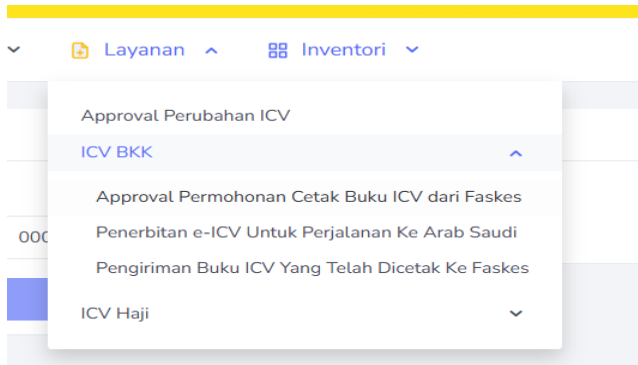 Layanan Inventori
Approval Perubahan ICV
ICV BKK
Approval Permohonan Cetak Buku ICV dari Faskes
000
Penerbitan e-ICV Untuk Perjalanan Ke Arab Saudi
Pengiriman Buku ICV Yang Telah Dicetak Ke Faskes
ICV Haji